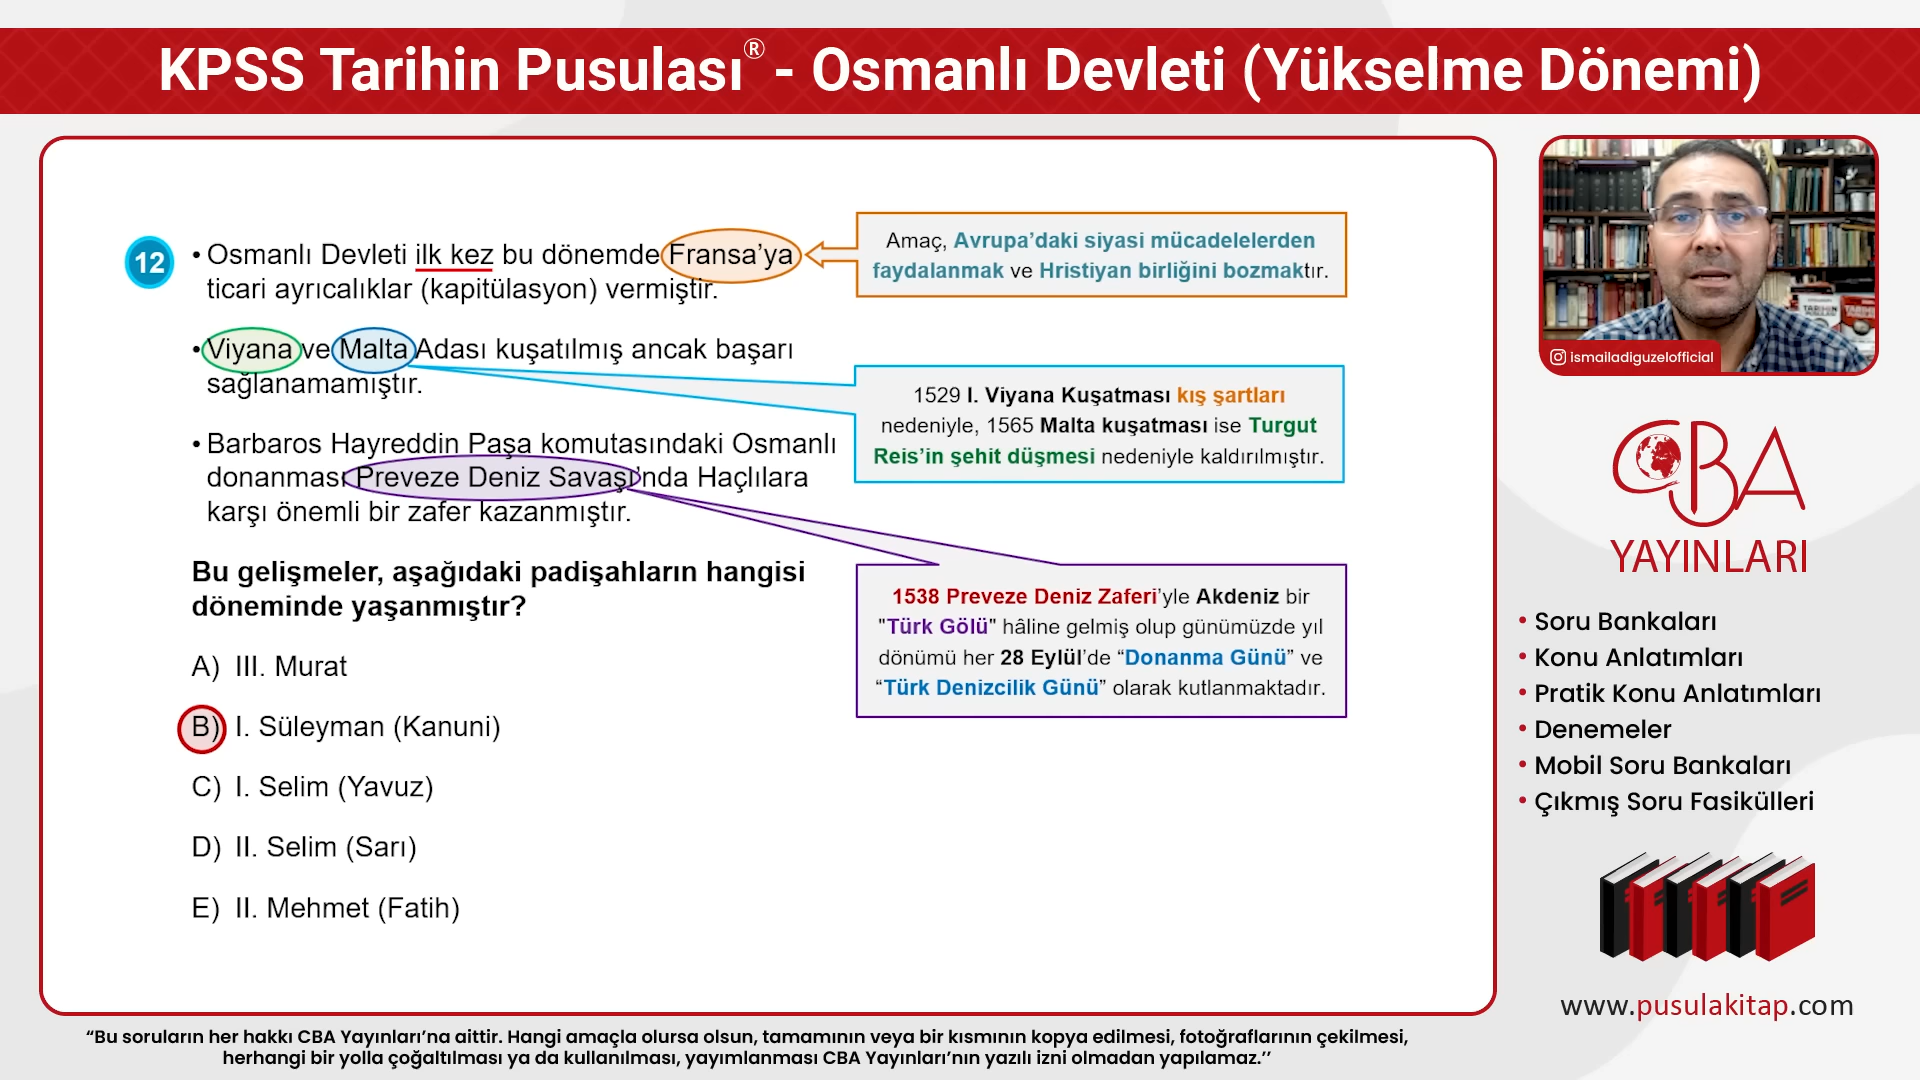 KPSS Tarihin Pusulası® - Osmanlı Devleti (Yükselme Dönemi)
12
• Osmanlı Devleti ilk kez bu dönemde Fransa’ya
ticari ayrıcalıklar (kapitülasyon) vermiştir.
• Viyana ve Malta Adası kuşatılmış ancak başarı
sağlanamamıştır.
• Barbaros Hayreddin Paşa komutasındaki Osmanlı
donanması Preveze Deniz Savaşı’nda Haçlılara
karşı önemli bir zafer kazanmıştır.
Bu gelişmeler, aşağıdaki padişahların hangisi
döneminde yaşanmıştır?
A) III. Murat
B) I. Süleyman (Kanuni)
C) I. Selim (Yavuz)
D) II. Selim (Sarı)
E) II. Mehmet (Fatih)
Amaç, Avrupa’daki siyasi mücadelelerden
faydalanmak ve Hristiyan birliğini bozmaktır.
1529 I. Viyana Kuşatması kış şartları
nedeniyle, 1565 Malta kuşatması ise Turgut
Reis’in şehit düşmesi nedeniyle kaldırılmıştır.
1538 Preveze Deniz Zaferi’yle Akdeniz bir
"Türk Gölü" hâline gelmiş olup günümüzde yıl
dönümü her 28 Eylül’de “Donanma Günü” ve
“Türk Denizcilik Günü” olarak kutlanmaktadır.
ismailadiguzelofficial
CBA
YAYINLARI
• Soru Bankaları
• Konu Anlatımları
• Pratik Konu Anlatımları
• Denemeler
• Mobil Soru Bankaları
• Çıkmış Soru Fasikülleri
www.pusulakitap.com
“Bu soruların her hakkı CBA Yayınları’na aittir. Hangi amaçla olursa olsun, tamamının veya bir kısmının kopya edilmesi, fotoğraflarının çekilmesi,
herhangi bir yolla çoğaltılması ya da kullanılması, yayımlanması CBA Yayınları’nın yazılı izni olmadan yapılamaz.’’